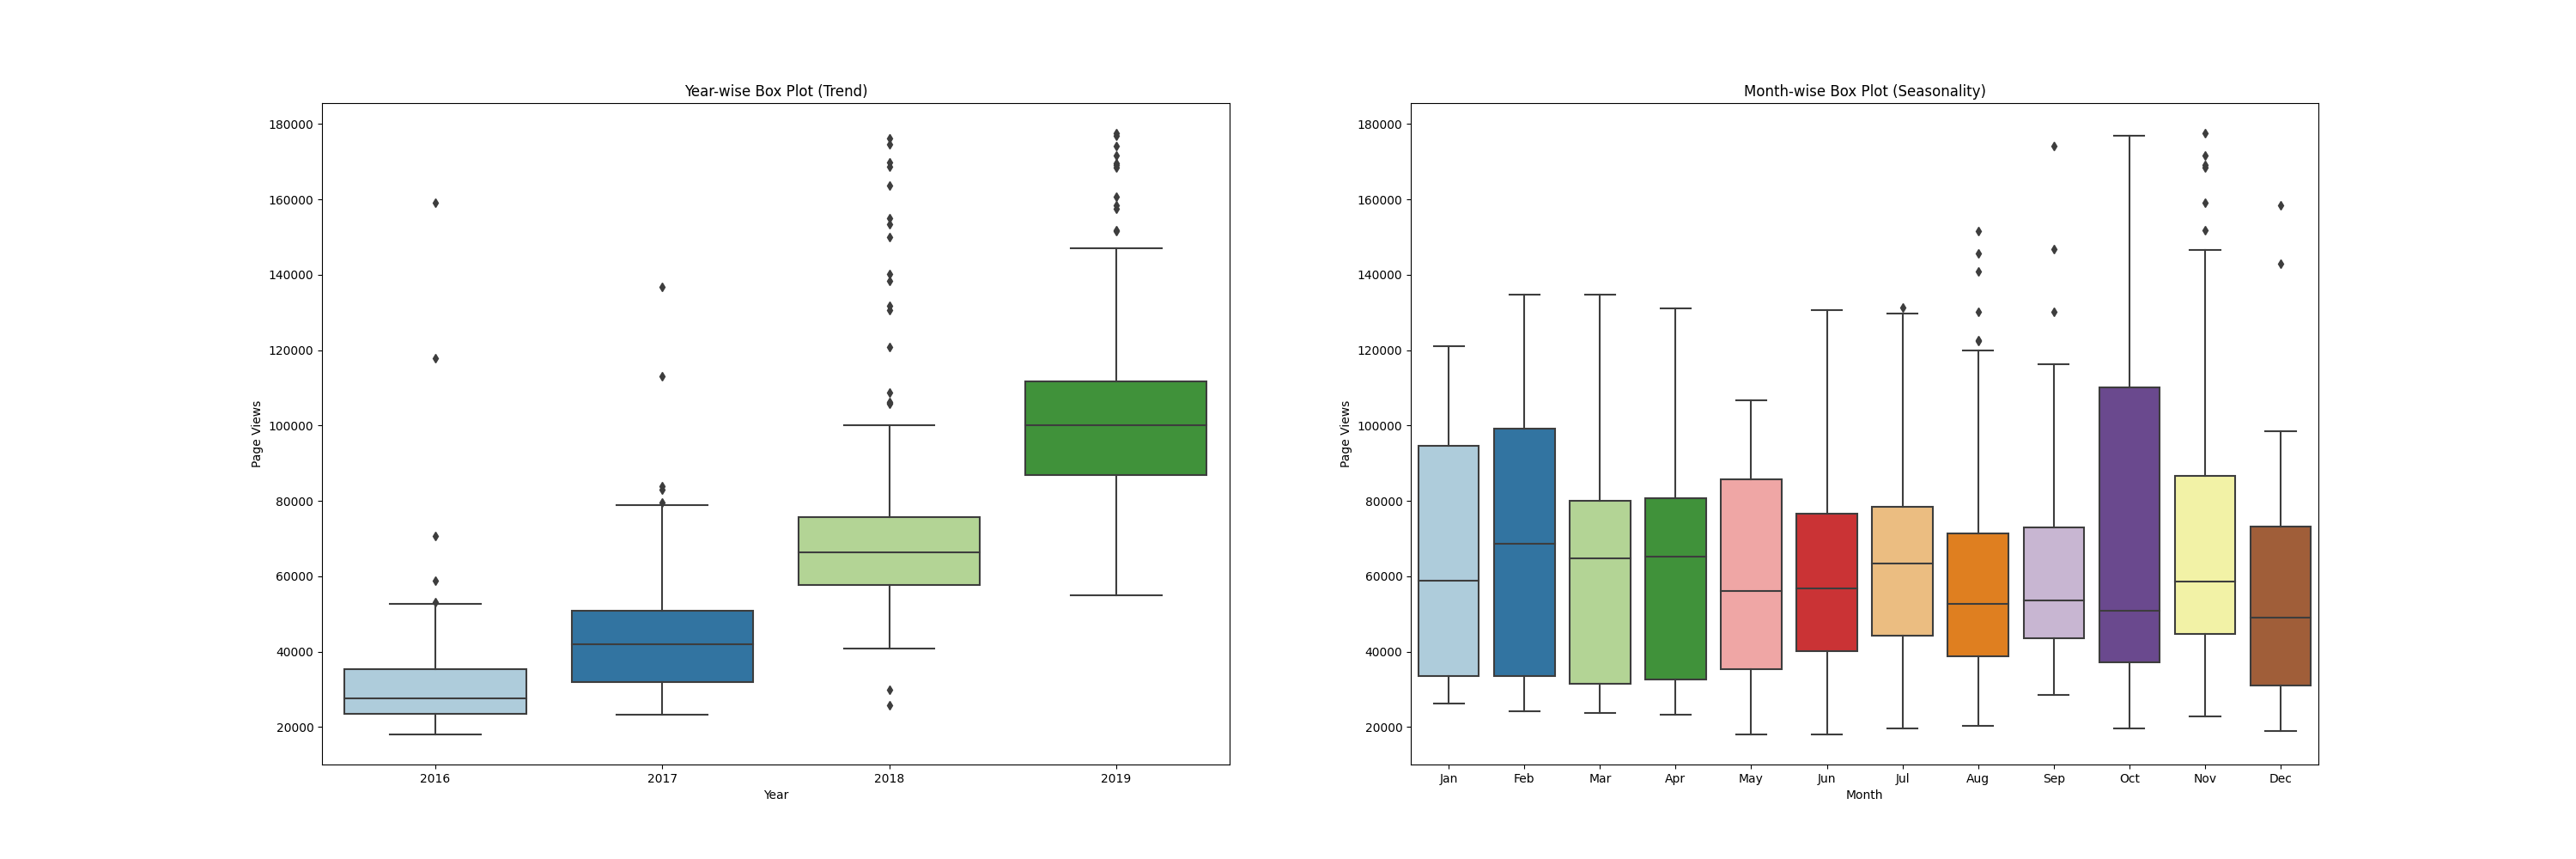 Year-wise Box Plot (Trend)
180000
160000
140000
120000
100000
80000
60000
40000
20000
Page Views
2016 2017 2018 2019
Year
Month-wise Box Plot (Seasonality)
180000
160000
140000
120000
100000
80000
60000
40000
20000
Page Views
Jan Feb Mar Apr May Jun Jul Aug Sep Oct Nov Dec
Month